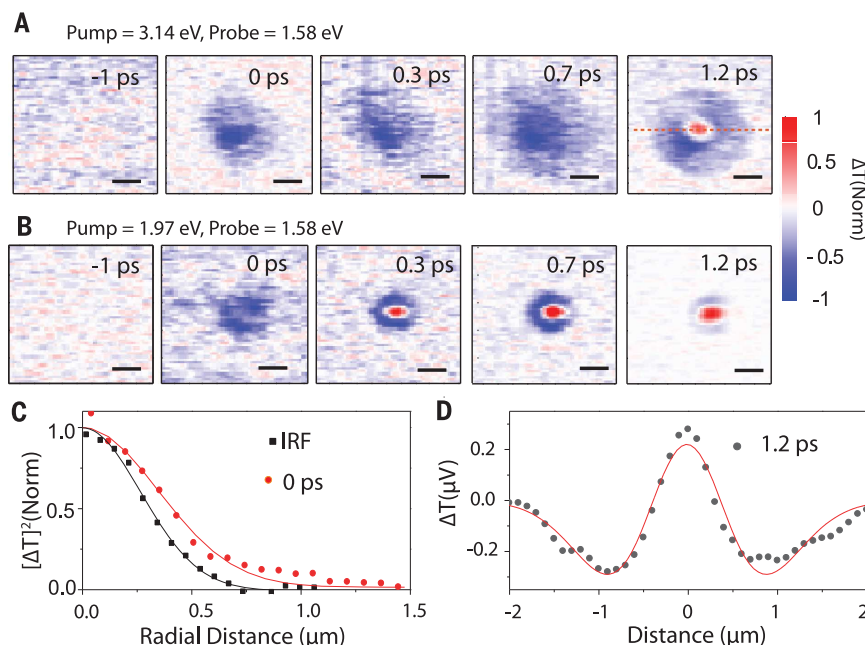 A
Pump = 3.14 eV, Probe = 1.58 eV
-1 ps
0 ps
0.3 ps
0.7 ps
1.2 ps
1
0.5
0
-0.5
-1
ΔT(Norm)
B
Pump = 1.97 eV, Probe = 1.58 eV
-1 ps
0 ps
0.3 ps
0.7 ps
1.2 ps
C
[ΔT]²(Norm)
1.0
0.5
0.0
IRF
0 ps
0.0 0.5 1.0 1.5
Radial Distance (μm)
D
ΔT(μV)
0.2
0.0
-0.2
1.2 ps
-2 -1 0 1 2
Distance (μm)